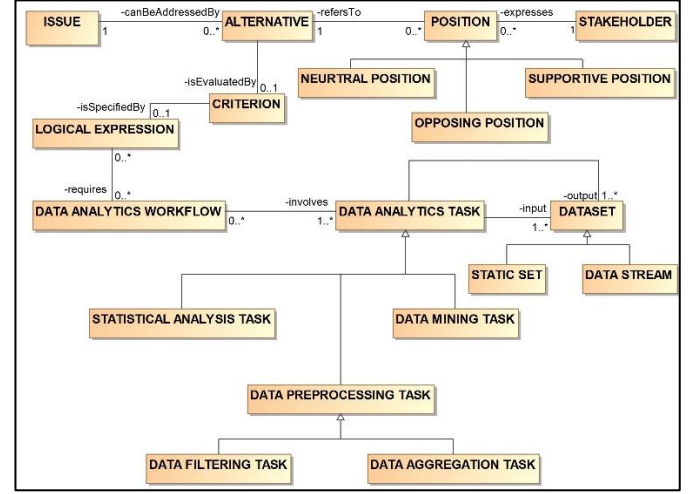 ISSUE
-canBeAddressedBy
1
0..*
ALTERNATIVE
-refersTo
1
0..*
POSITION
-expresses
0..*
1
STAKEHOLDER
NEURTRAL POSITION
SUPPORTIVE POSITION
OPPOSING POSITION
-isEvaluatedBy
0..1
CRITERION
-isSpecifiedBy
0..1
LOGICAL EXPRESSION
0..*
-requires
0..*
DATA ANALYTICS WORKFLOW
-involves
0..*
1..*
DATA ANALYTICS TASK
-output
1..*
-input
1..*
DATASET
STATIC SET
DATA STREAM
STATISTICAL ANALYSIS TASK
DATA MINING TASK
DATA PREPROCESSING TASK
DATA FILTERING TASK
DATA AGGREGATION TASK